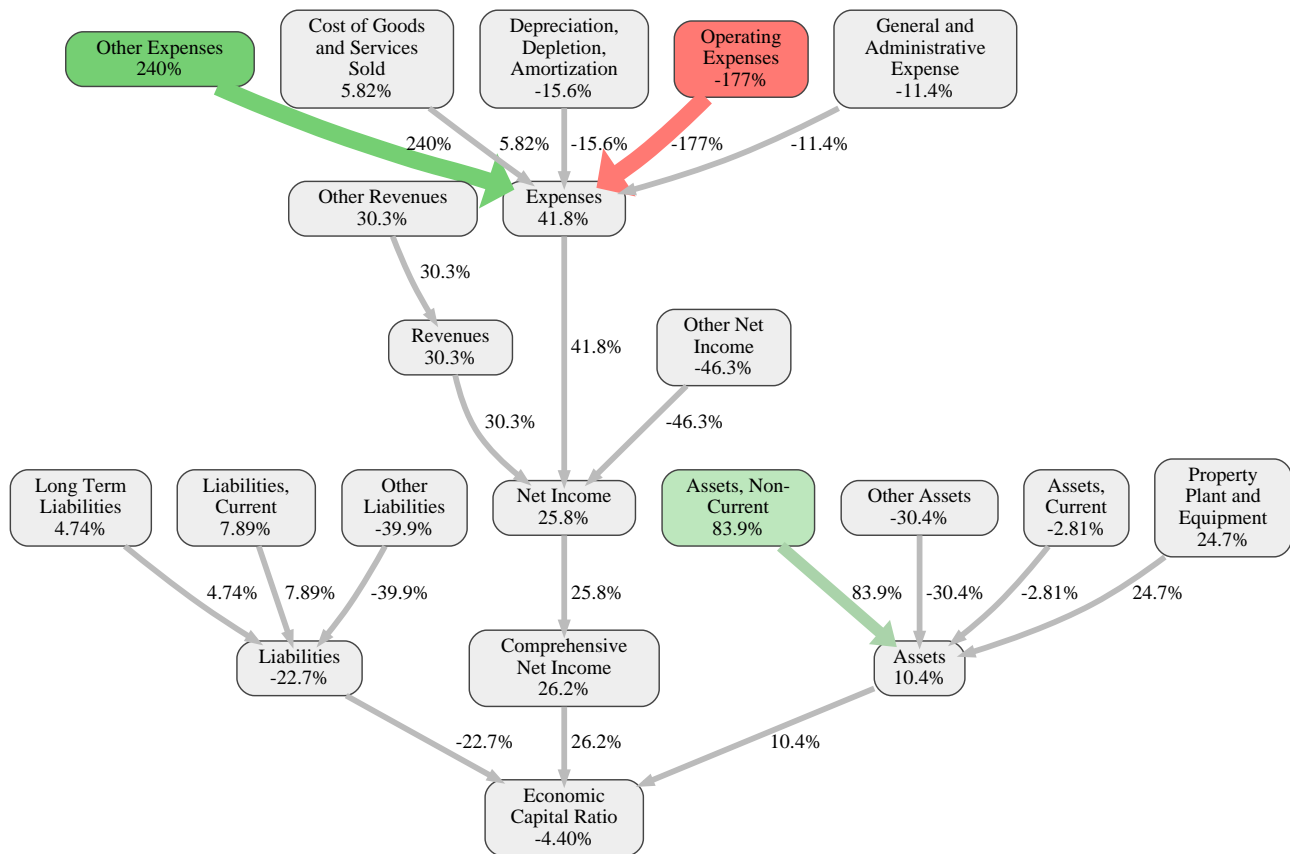 Other Expenses
240%
Cost of Goods
and Services
Sold
5.82%
Depreciation,
Depletion,
Amortization
-15.6%
Operating
Expenses
-177%
General and
Administrative
Expense
-11.4%
240%
5.82%
-15.6%
-177%
-11.4%
Other Revenues
30.3%
Expenses
41.8%
30.3%
Revenues
30.3%
41.8%
Other Net
Income
-46.3%
30.3%
-46.3%
Long Term
Liabilities
4.74%
Liabilities,
Current
7.89%
Other
Liabilities
-39.9%
Net Income
25.8%
Assets, Non-
Current
83.9%
Other Assets
-30.4%
Assets,
Current
-2.81%
Property
Plant and
Equipment
24.7%
4.74%
7.89%
-39.9%
25.8%
83.9%
-30.4%
-2.81%
24.7%
Liabilities
-22.7%
Comprehensive
Net Income
26.2%
Assets
10.4%
-22.7%
26.2%
10.4%
Economic
Capital Ratio
-4.40%